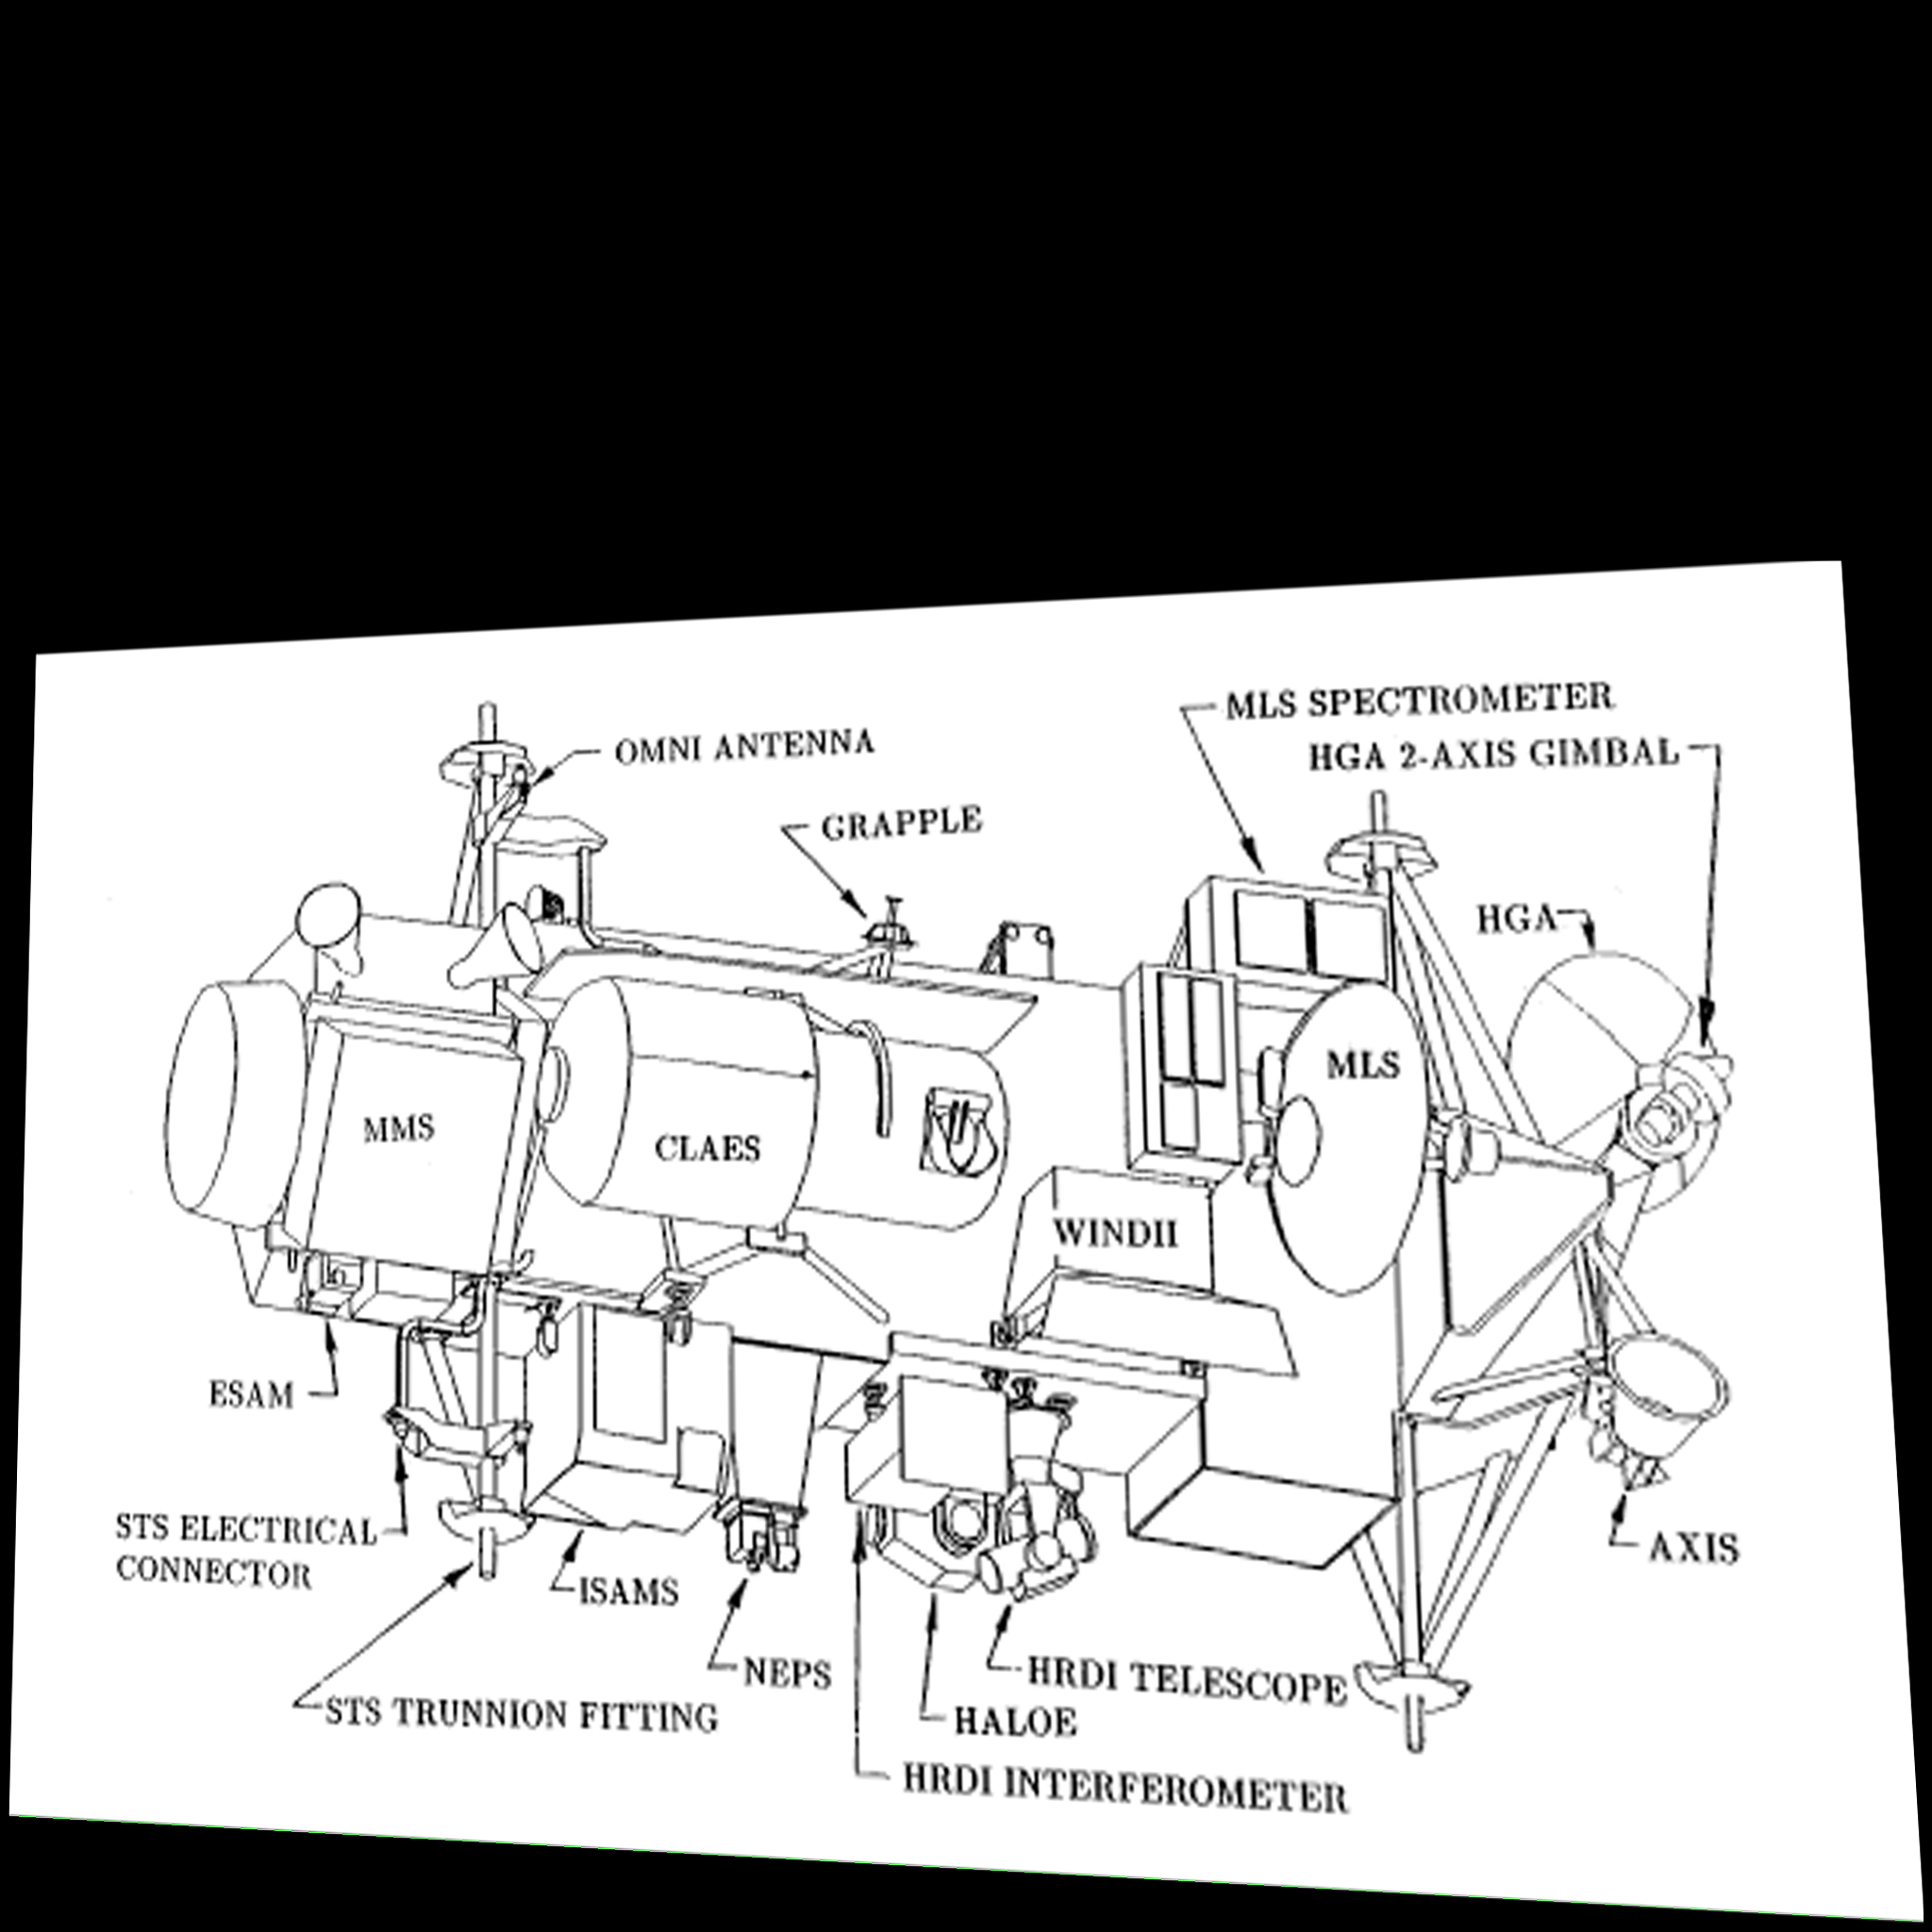 MLS SPECTROMETER
OMNI ANTENNA
HGA 2-AXIS GIMBAL
GRAPPLE
HGA
MLS
MMS
CLAES
WINDII
ESAM
STS ELECTRICAL
CONNECTOR
AXIS
ISAMS
NEPS
HRDI TELESCOPE
STS TRUNNION FITTING
HALOE
HRDI INTERFEROMETER